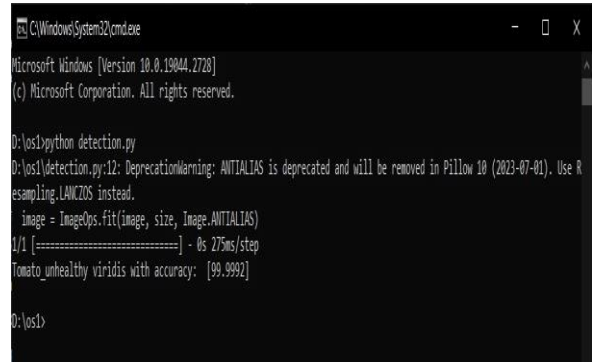 C:\Windows\System32\cmd.exe
Microsoft Windows [Version 10.0.19044.2728]
(c) Microsoft Corporation. All rights reserved.
D:\os1>python detection.py
D:\os1\detection.py:12: DeprecationWarning: ANTIALIAS is deprecated and will be removed in Pillow 10 (2023-07-01). Use R
esampling.LANCZOS instead.
image = ImageOps.fit(image, size, Image.ANTIALIAS)
1/1 [==============================] - 0s 275ms/step
Tomato_unhealthy viridis with accuracy:  [99.9992]
D:\os1>